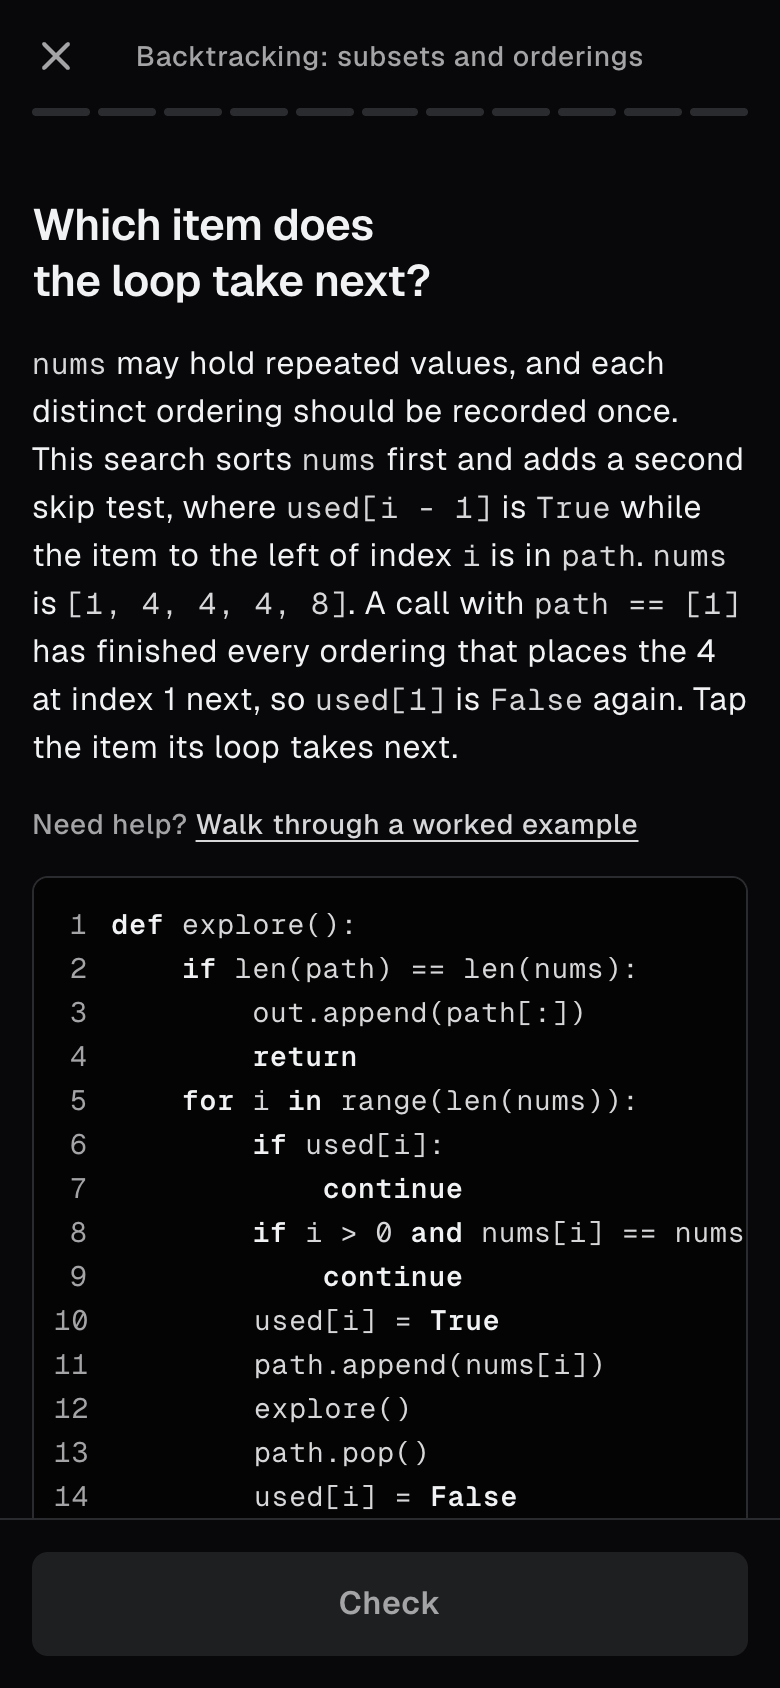 Backtracking: subsets and orderings
Which item does
the loop take next?
nums may hold repeated values, and each
distinct ordering should be recorded once.
This search sorts nums first and adds a second
skip test, where used[i - 1] is True while
the item to the left of index i is in path. nums
is [1, 4, 4, 4, 8]. A call with path == [1]
has finished every ordering that places the 4
at index 1 next, so used[1] is False again. Tap
the item its loop takes next.
Need help? Walk through a worked example
1 def explore():
2     if len(path) == len(nums):
3         out.append(path[:])
4         return
5     for i in range(len(nums)):
6         if used[i]:
7             continue
8         if i > 0 and nums[i] == nums
9             continue
10         used[i] = True
11         path.append(nums[i])
12         explore()
13         path.pop()
14         used[i] = False
Check